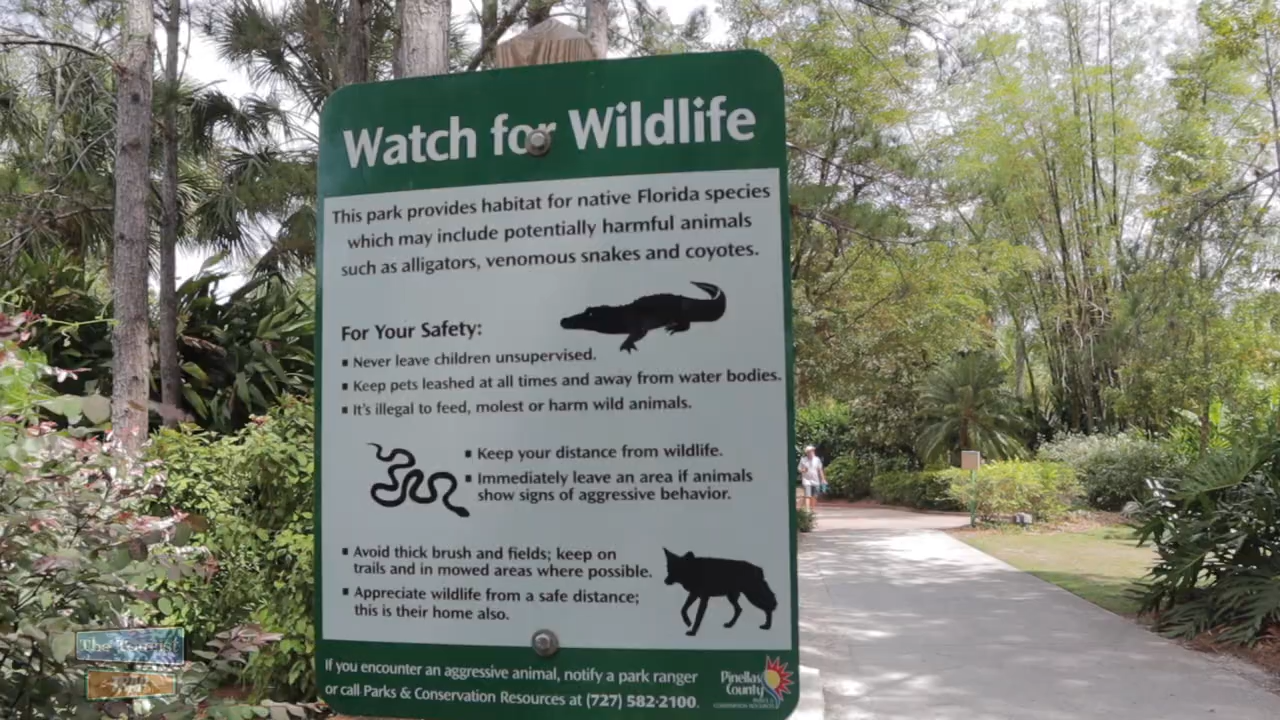 Watch for Wildlife
This park provides habitat for native Florida species
which may include potentially harmful animals
such as alligators, venomous snakes and coyotes.
For Your Safety:
▪ Never leave children unsupervised.
▪ Keep pets leashed at all times and away from water bodies.
▪ It's illegal to feed, molest or harm wild animals.
▪ Keep your distance from wildlife.
▪ Immediately leave an area if animals
show signs of aggressive behavior.
▪ Avoid thick brush and fields; keep on
trails and in mowed areas where possible.
▪ Appreciate wildlife from a safe distance;
this is their home also.
If you encounter an aggressive animal, notify a park ranger
or call Parks & Conservation Resources at (727) 582-2100.
Pinellas
County
The Tourist